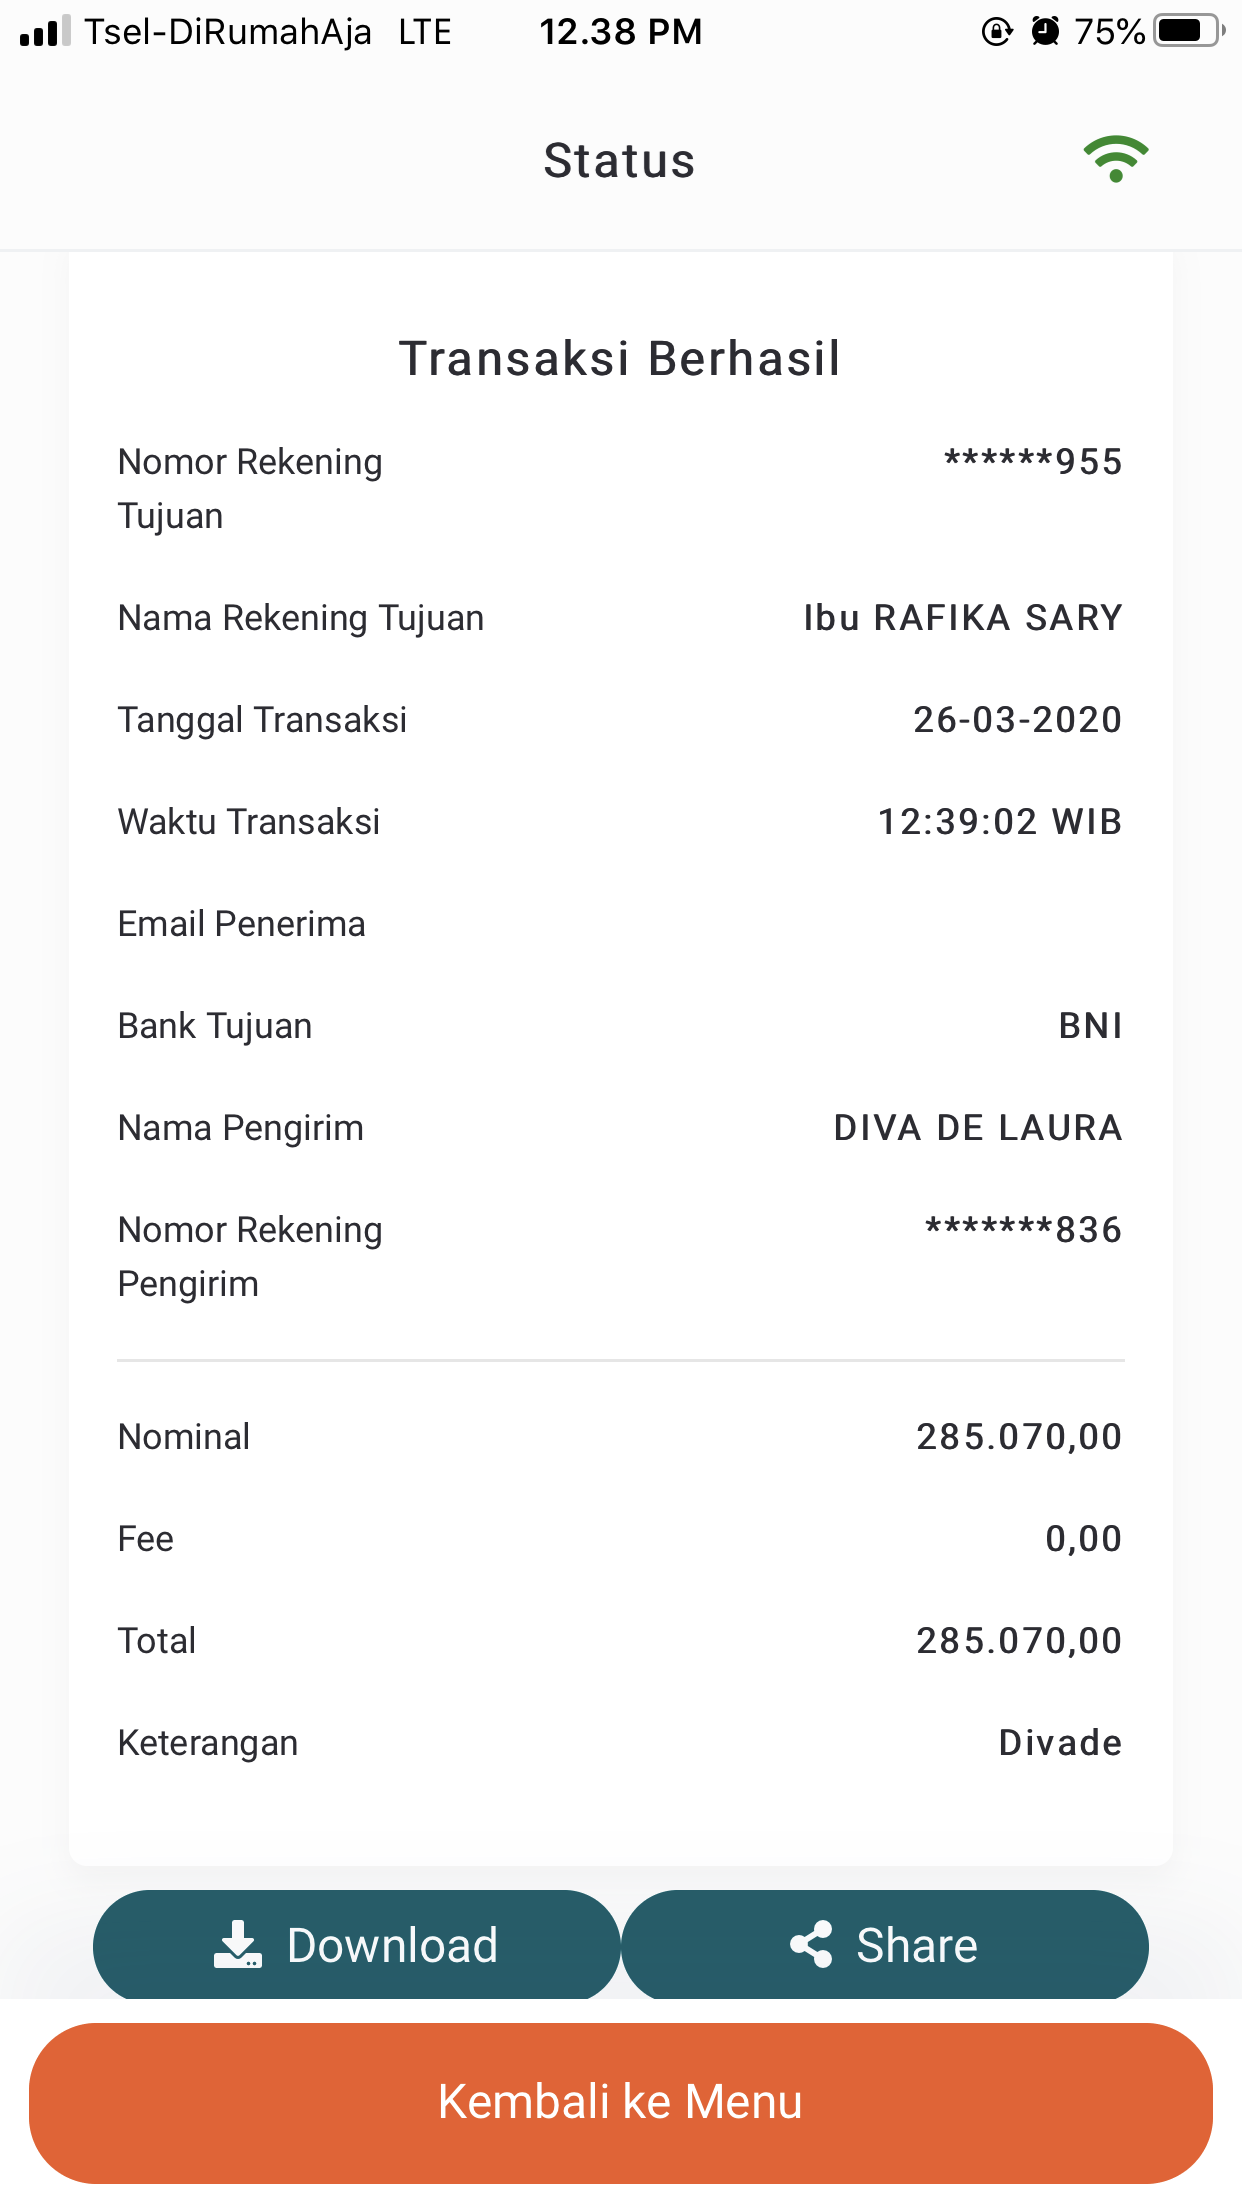 Tsel-DiRumahAja LTE 12.38 PM 75%
Status
Transaksi Berhasil
Nomor Rekening Tujuan ******955
Nama Rekening Tujuan Ibu RAFIKA SARY
Tanggal Transaksi 26-03-2020
Waktu Transaksi 12:39:02 WIB
Email Penerima
Bank Tujuan BNI
Nama Pengirim DIVA DE LAURA
Nomor Rekening Pengirim *******836
Nominal 285.070,00
Fee 0,00
Total 285.070,00
Keterangan Divade
Download Share
Kembali ke Menu